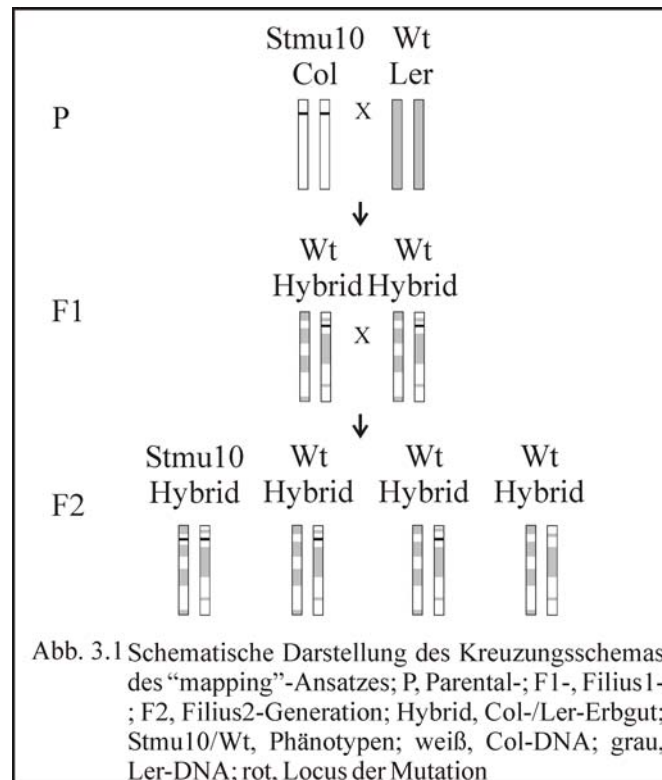 Stmu10 Wt
Col Ler
P X
Wt Wt
Hybrid Hybrid
F1 X
Stmu10 Wt Wt Wt
F2 Hybrid Hybrid Hybrid Hybrid
Abb. 3.1 Schematische Darstellung des Kreuzungsschemas
des “mapping”-Ansatzes; P, Parental-; F1-, Filius1-
; F2, Filius2-Generation; Hybrid, Col-/Ler-Erbgut;
Stmu10/Wt, Phänotypen; weiß, Col-DNA; grau,
Ler-DNA; rot, Locus der Mutation